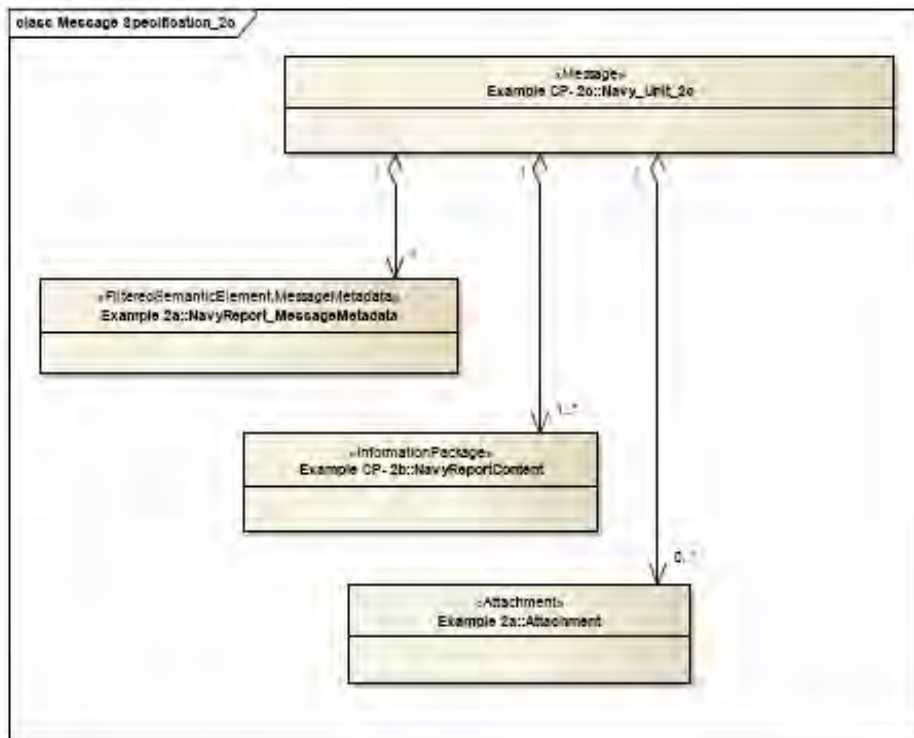 class Message Specification_2c
«Message»
Example CP- 2c::Navy_Unit_2c
1
1
1
1
«FilteredSemanticElement,MessageMetadata»
Example 2a::NavyReport_MessageMetadata
1..*
«InformationPackage»
Example CP- 2b::NavyReportContent
0..*
«Attachment»
Example 2a::Attachment